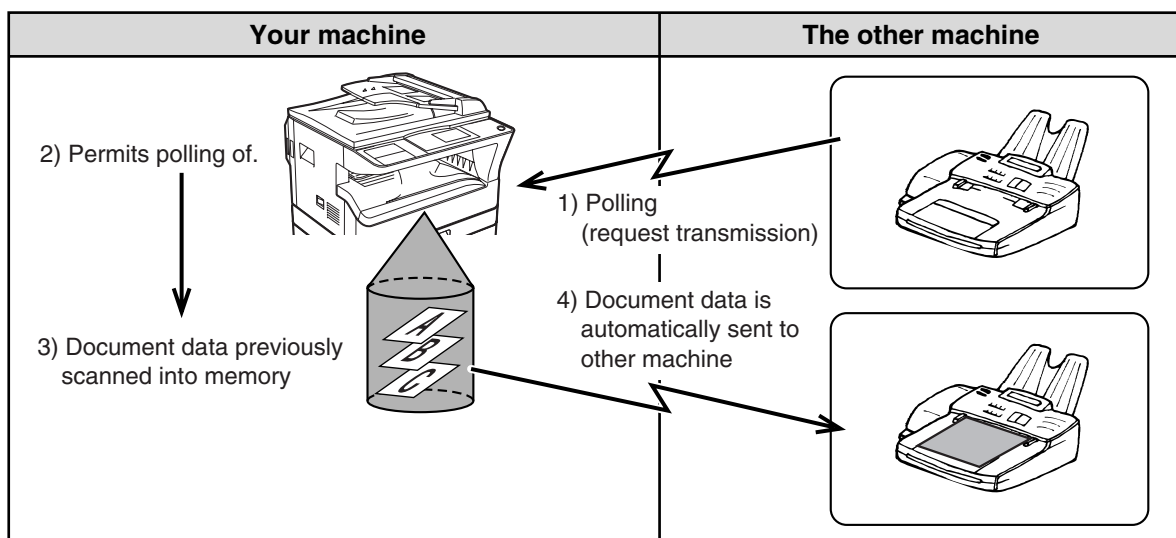 Your machine
The other machine
2) Permits polling of.
1) Polling
(request transmission)
3) Document data previously
scanned into memory
A
B
C
4) Document data is
automatically sent to
other machine